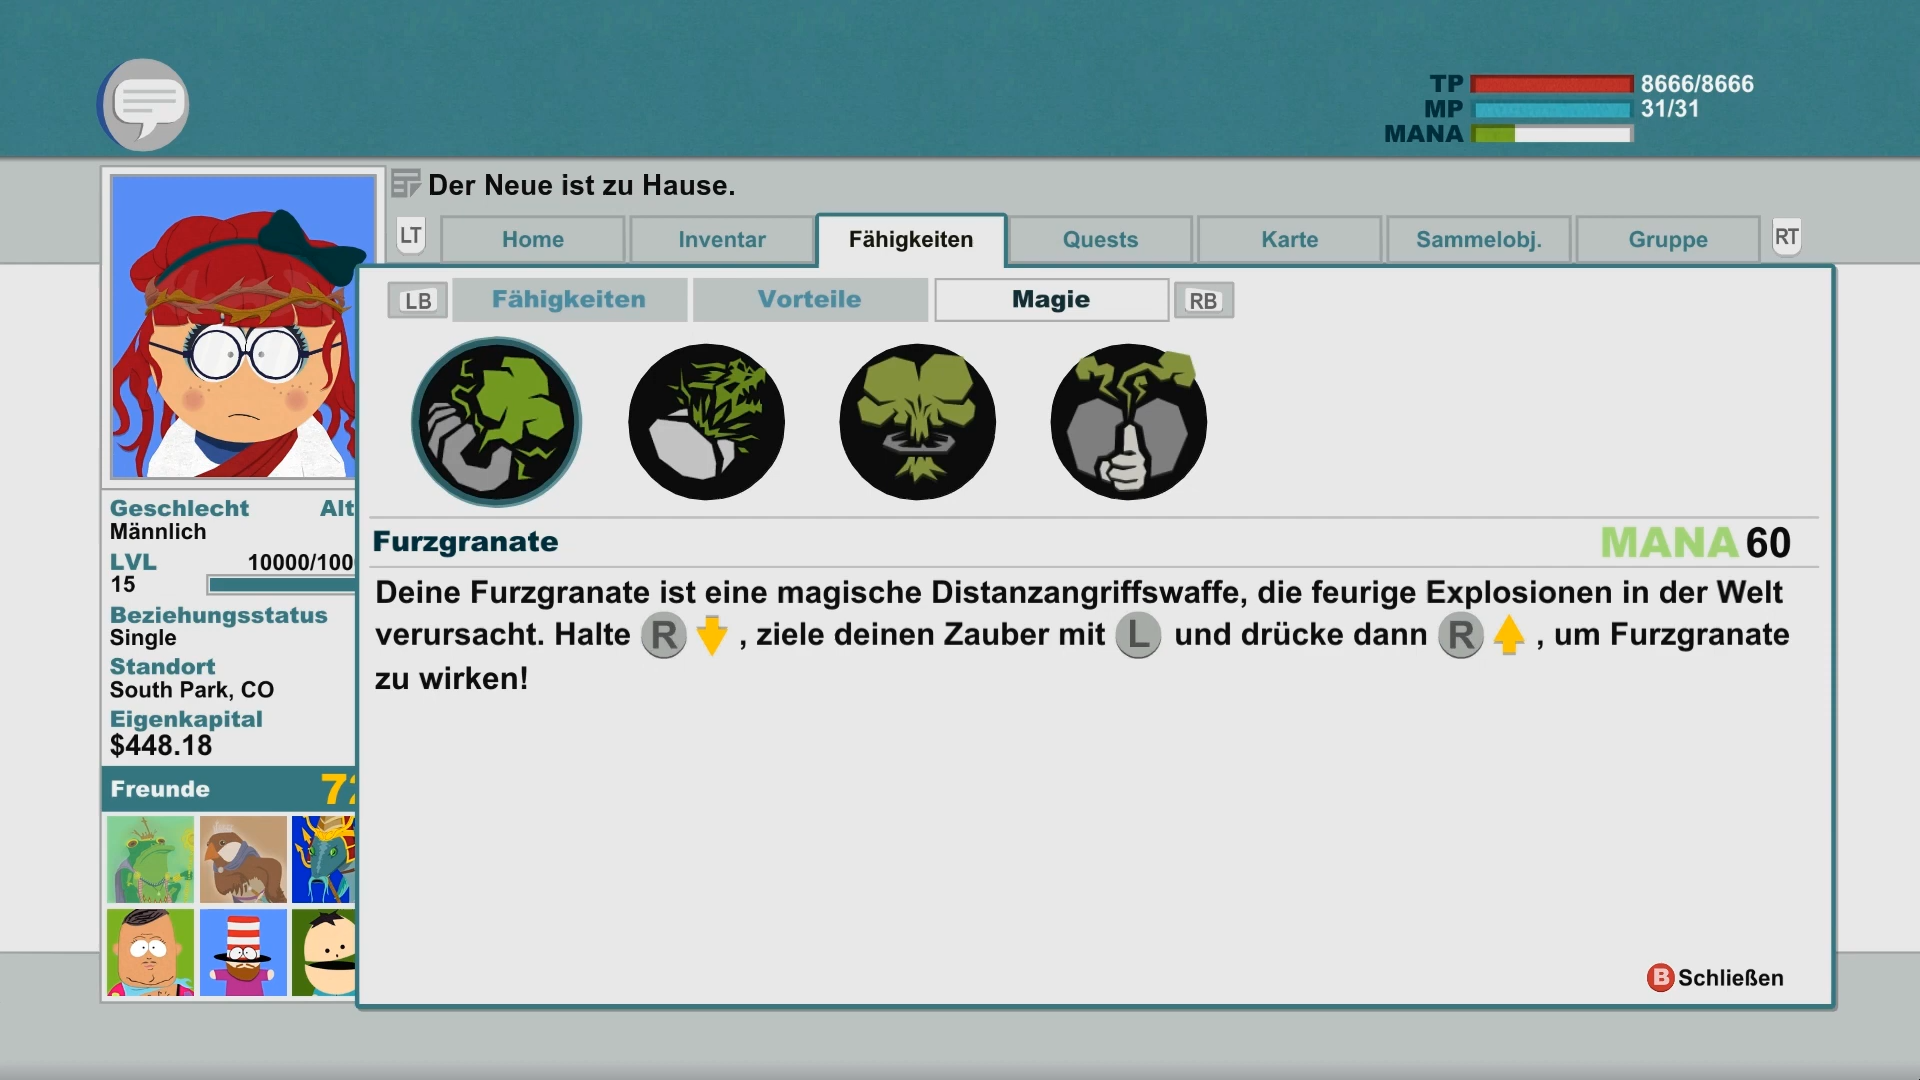 TP 8666/8666
MP 31/31
MANA
Der Neue ist zu Hause.
LT Home Inventar Fähigkeiten Quests Karte Sammelobj. Gruppe RT
LB Fähigkeiten Vorteile Magie RB
Geschlecht Alt
Männlich
LVL 10000/100
15
Beziehungsstatus
Single
Standort
South Park, CO
Eigenkapital
$448.18
Freunde 72
Furzgranate MANA 60
Deine Furzgranate ist eine magische Distanzangriffswaffe, die feurige Explosionen in der Welt
verursacht. Halte R , ziele deinen Zauber mit L und drücke dann R , um Furzgranate
zu wirken!
B Schließen